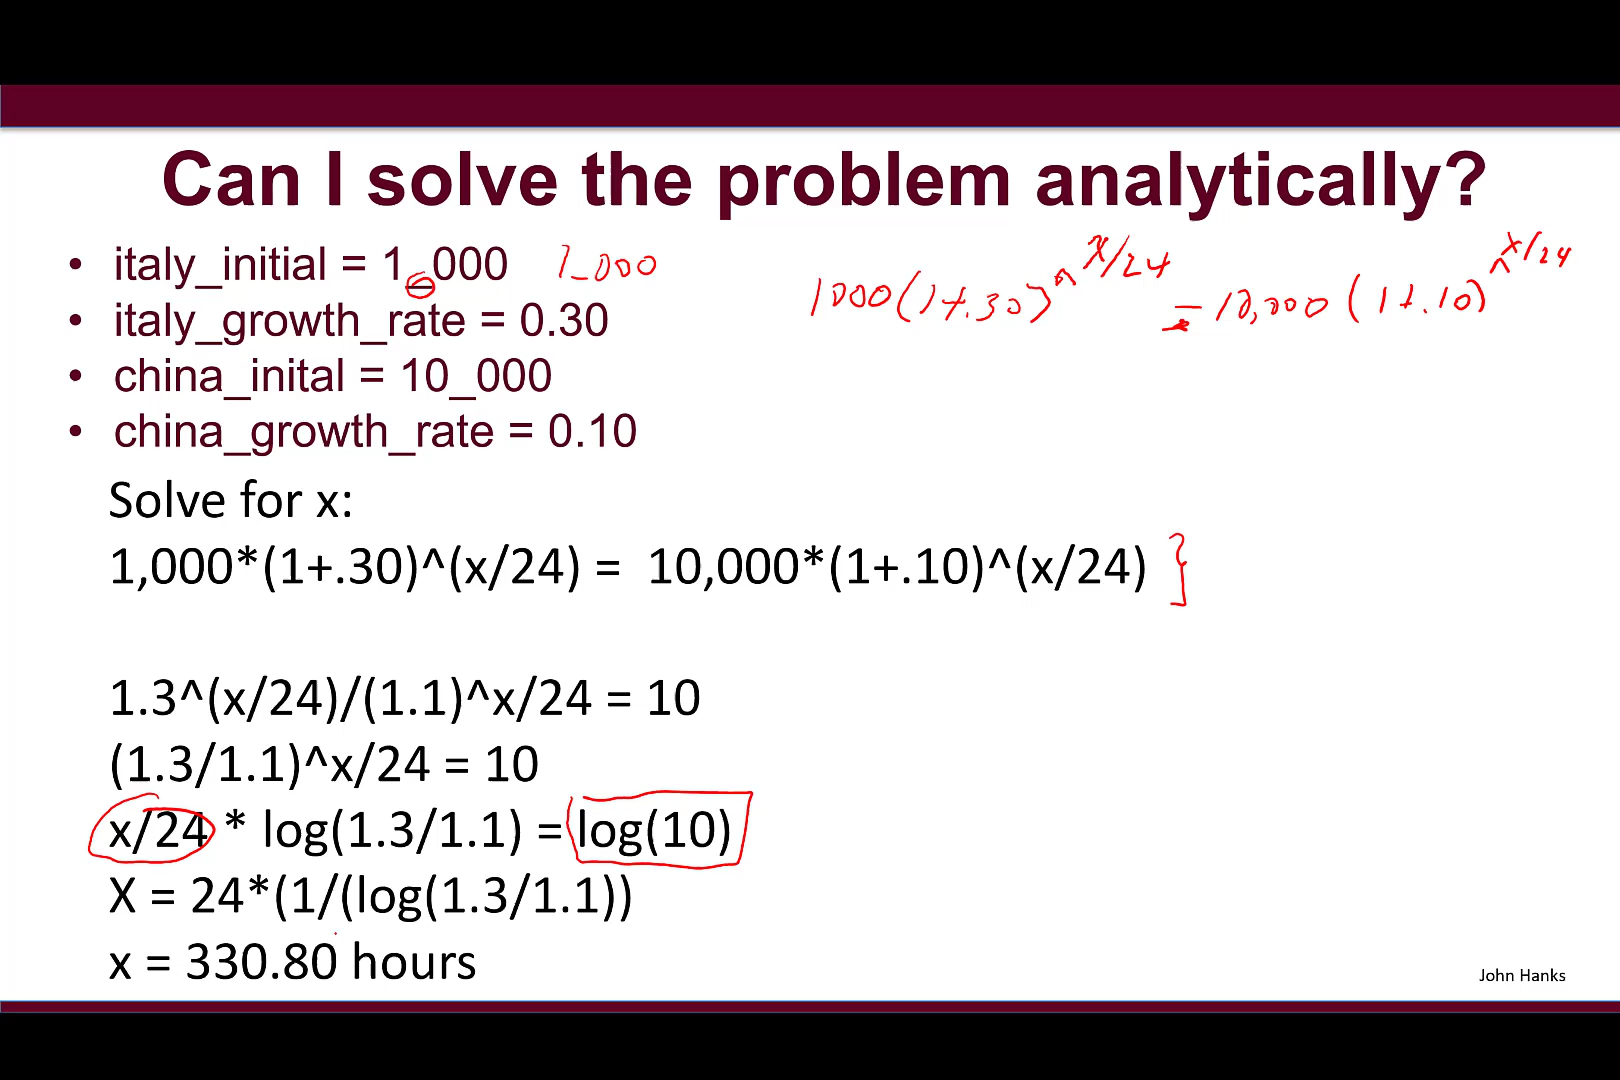 Can I solve the problem analytically?
• italy_initial = 1_000 1_000
1000(1+.30)^x/24 = 10,000(1+.10)^x/24
• italy_growth_rate = 0.30
• china_inital = 10_000
• china_growth_rate = 0.10
Solve for x:
1,000*(1+.30)^(x/24) = 10,000*(1+.10)^(x/24)
1.3^(x/24)/(1.1)^x/24 = 10
(1.3/1.1)^x/24 = 10
x/24 * log(1.3/1.1) = log(10)
X = 24*(1/(log(1.3/1.1))
x = 330.80 hours
John Hanks